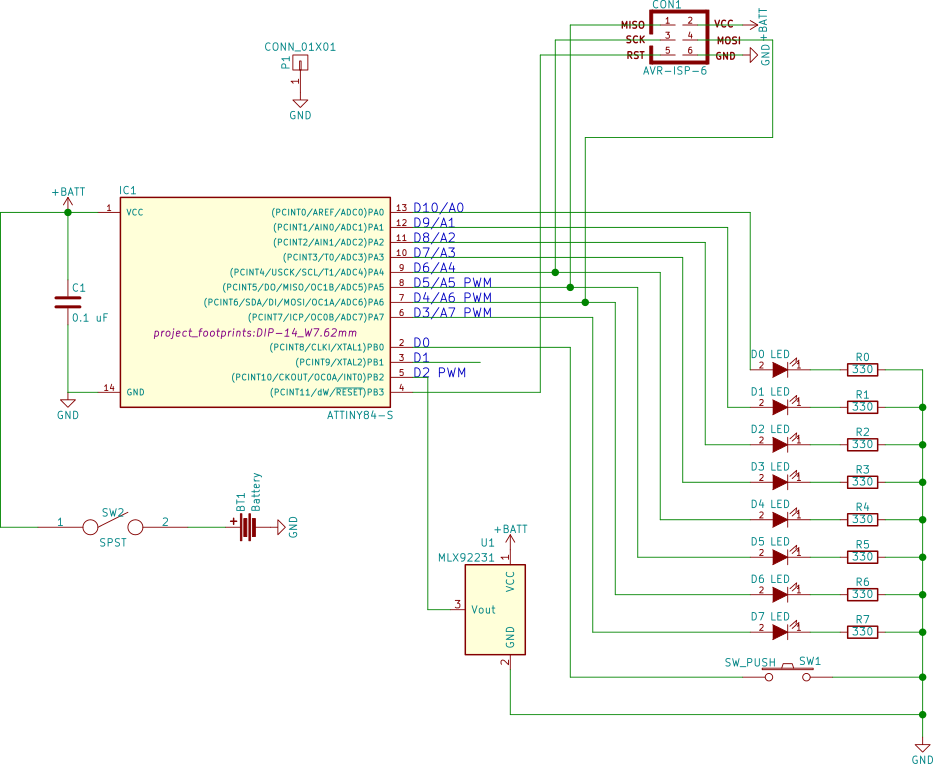 CON1
MISO 1 2 VCC +BATT
SCK 3 4 MOSI
RST 5 6 GND GND
AVR-ISP-6
CONN_01X01
P1
1
GND
+BATT
IC1
1 VCC
(PCINT0/AREF/ADC0)PA0 13 D10/A0
(PCINT1/AIN0/ADC1)PA1 12 D9/A1
(PCINT2/AIN1/ADC2)PA2 11 D8/A2
(PCINT3/T0/ADC3)PA3 10 D7/A3
(PCINT4/USCK/SCL/T1/ADC4)PA4 9 D6/A4
(PCINT5/DO/MISO/OC1B/ADC5)PA5 8 D5/A5 PWM
(PCINT6/SDA/DI/MOSI/OC1A/ADC6)PA6 7 D4/A6 PWM
(PCINT7/ICP/OC0B/ADC7)PA7 6 D3/A7 PWM
project_footprints:DIP-14_W7.62mm
(PCINT8/CLKI/XTAL1)PB0 2 D0
(PCINT9/XTAL2)PB1 3 D1
(PCINT10/CKOUT/OC0A/INT0)PB2 5 D2 PWM
(PCINT11/dW/RESET)PB3 4
14 GND
ATTINY84-S
C1
0.1 uF
GND
D0 LED R0
2 1 330
D1 LED R1
2 1 330
D2 LED R2
2 1 330
D3 LED R3
2 1 330
D4 LED R4
2 1 330
D5 LED R5
2 1 330
D6 LED R6
2 1 330
D7 LED R7
2 1 330
SW_PUSH SW1
SW2
1 2
SPST
BT1
Battery
+
GND
+BATT
U1
MLX92231
1
VCC
3 Vout
GND
2
GND